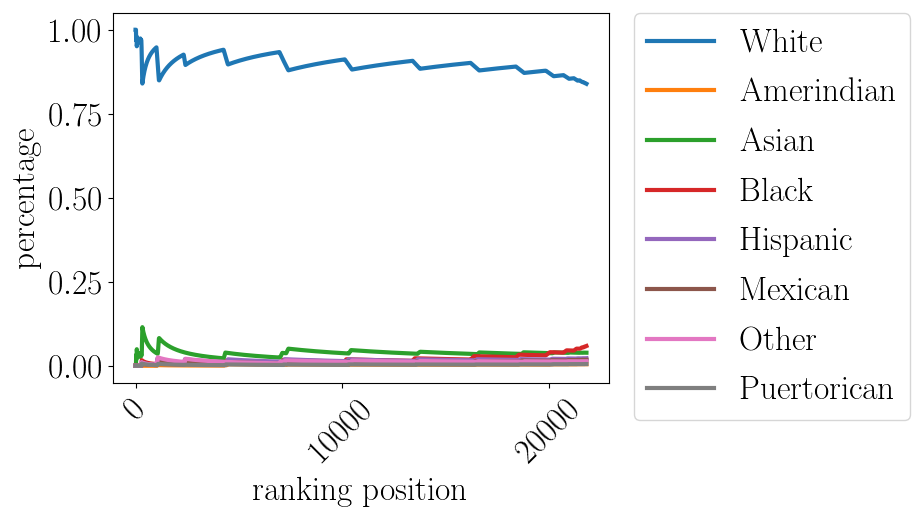 1.00
0.75
0.50
0.25
0.00
percentage
0
10000
20000
ranking position
White
Amerindian
Asian
Black
Hispanic
Mexican
Other
Puertorican